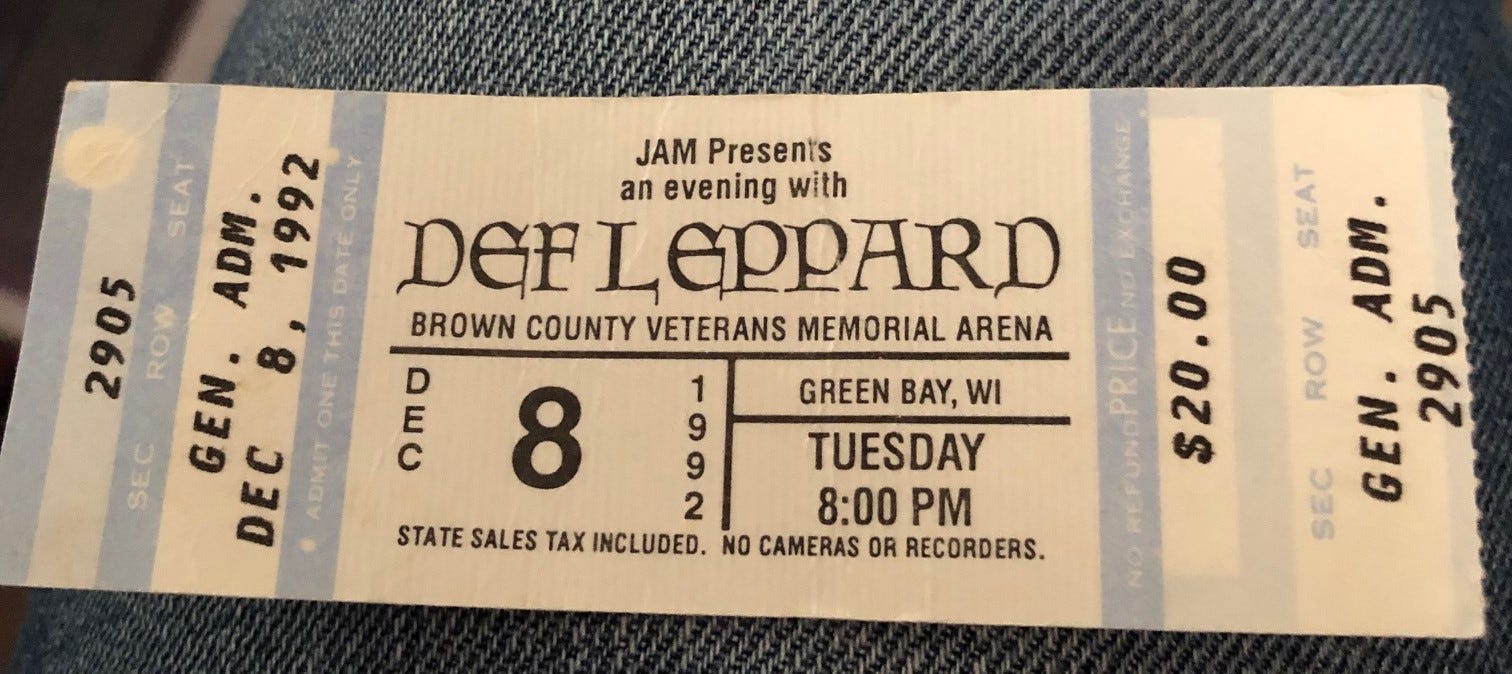 2905
SEC ROW SEAT
GEN. ADM.
DEC 8, 1992
ADMIT ONE THIS DATE ONLY
JAM Presents
an evening with
DEF LEPPARD
BROWN COUNTY VETERANS MEMORIAL ARENA
DEC 8 1992
GREEN BAY, WI
TUESDAY
8:00 PM
STATE SALES TAX INCLUDED. NO CAMERAS OR RECORDERS.
NO REFUND PRICE NO EXCHANGE
$20.00
SEC ROW SEAT
GEN. ADM.
2905